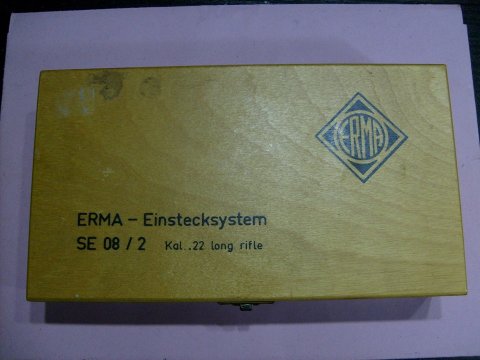 ERMA
ERMA - Einstecksystem
SE 08 / 2 Kal. .22 long rifle